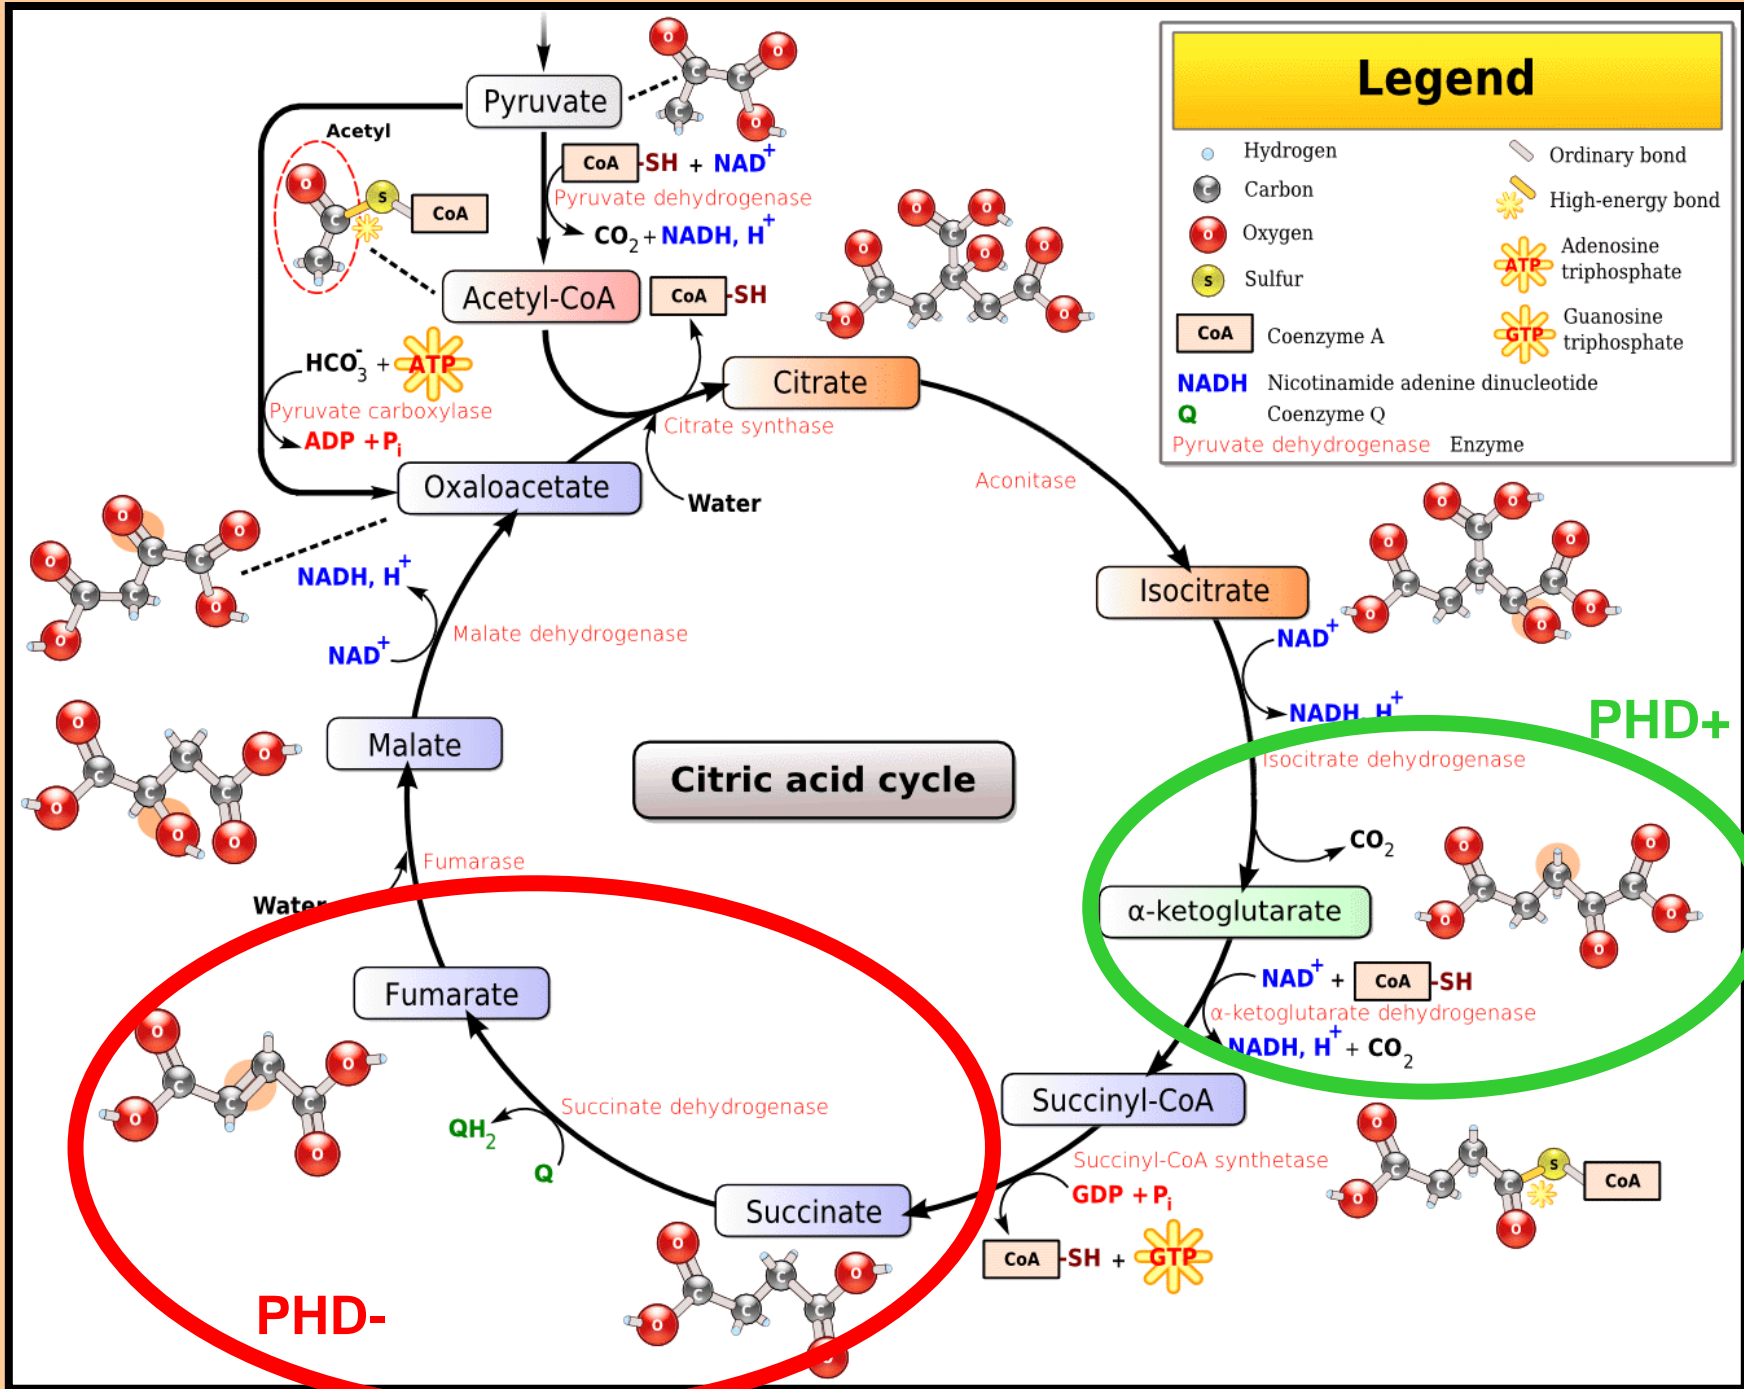 Pyruvate
Acetyl
CoA -SH + NAD+
Pyruvate dehydrogenase
CO2 + NADH, H+
S CoA
Acetyl-CoA
CoA -SH
HCO3- + ATP
Pyruvate carboxylase
ADP + Pi
Citrate
Citrate synthase
Oxaloacetate
Water
Aconitase
Isocitrate
NAD+
NADH, H+
Isocitrate dehydrogenase
PHD+
CO2
α-ketoglutarate
NAD+ + CoA -SH
α-ketoglutarate dehydrogenase
NADH, H+ + CO2
Succinyl-CoA
Succinyl-CoA synthetase
GDP + Pi
CoA -SH + GTP
S CoA
Succinate
Succinate dehydrogenase
QH2
Q
Fumarate
Fumarase
Water
Malate
Malate dehydrogenase
NADH, H+
NAD+
PHD-
Citric acid cycle
Legend
Hydrogen
C Carbon
O Oxygen
S Sulfur
CoA Coenzyme A
Ordinary bond
High-energy bond
ATP Adenosine
triphosphate
GTP Guanosine
triphosphate
NADH Nicotinamide adenine dinucleotide
Q Coenzyme Q
Pyruvate dehydrogenase Enzyme